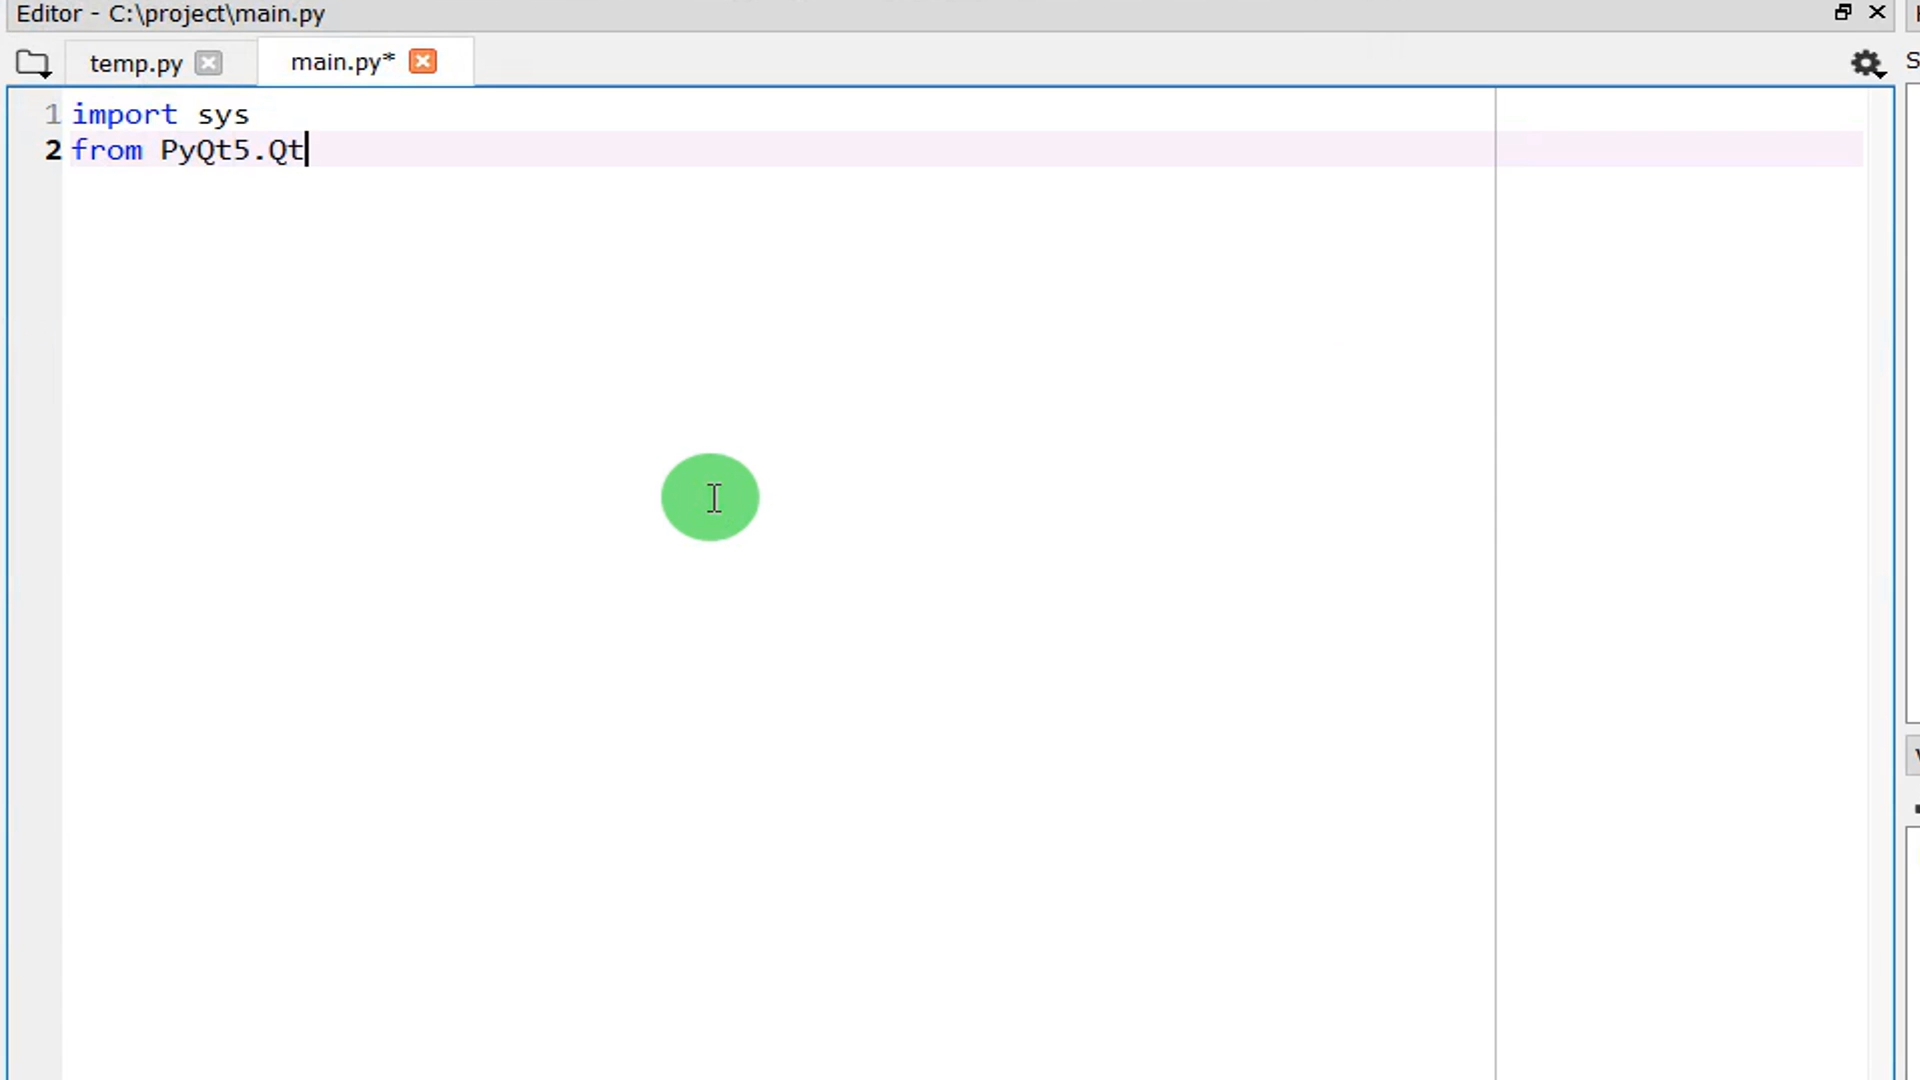 Editor - C:\project\main.py
temp.py
main.py*
1 import sys
2 from PyQt5.Qt